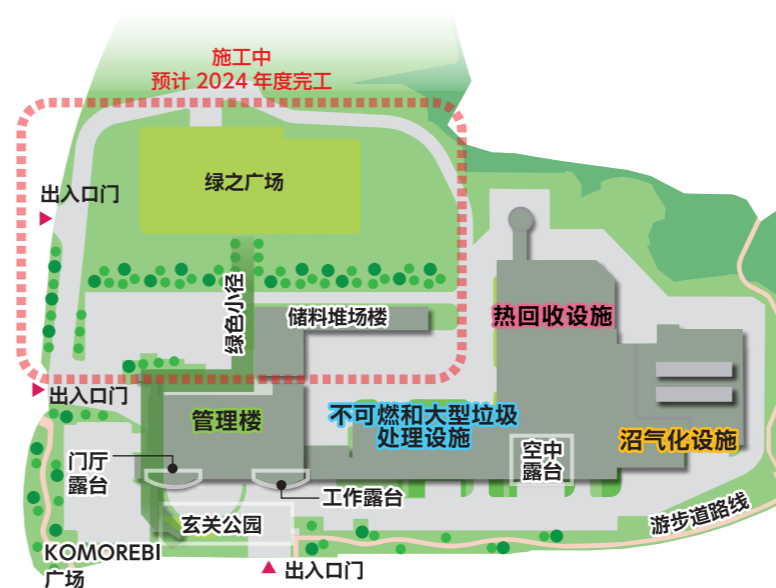 施工中
预计 2024 年度完工
绿之广场
出入口门
绿色小径
储料堆场楼
热回收设施
出入口门
管理楼
不可燃和大型垃圾
处理设施
空中
露台
沼气化设施
门厅
露台
工作露台
玄关公园
游步道路线
KOMOREBI
广场
出入口门